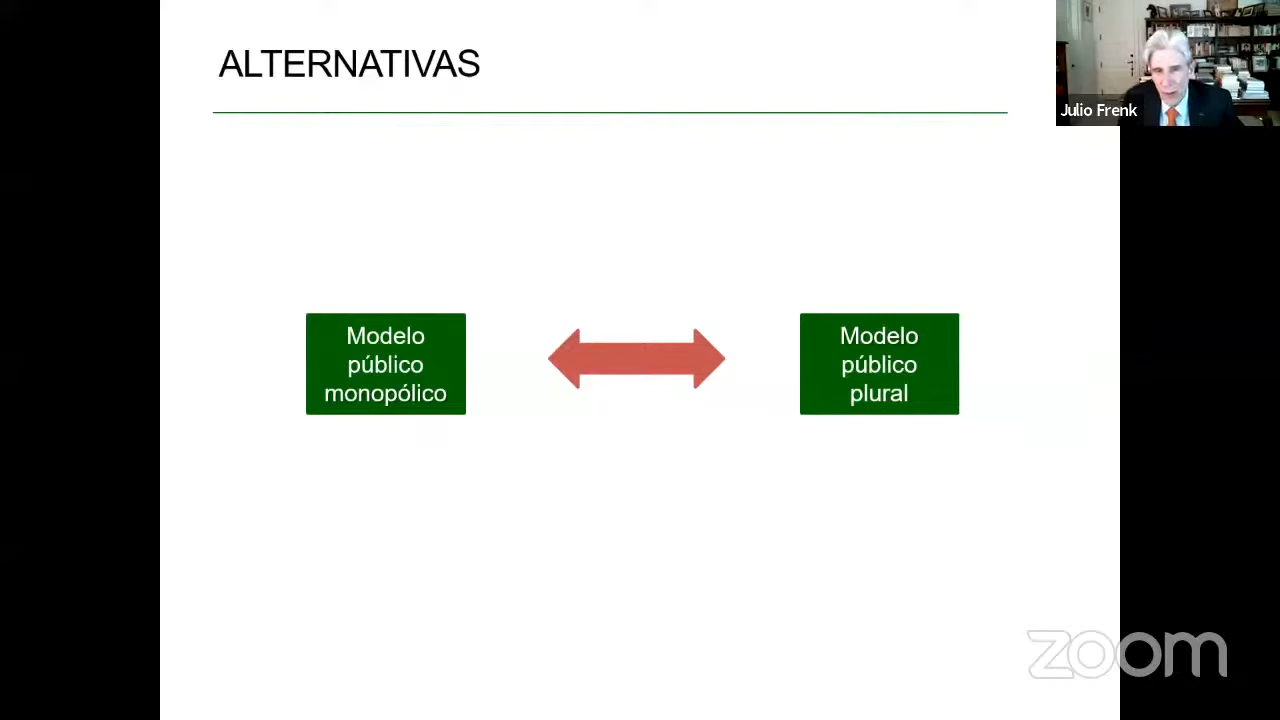 ALTERNATIVAS
Julio Frenk
Modelo
público
monopólico
Modelo
público
plural
zoom